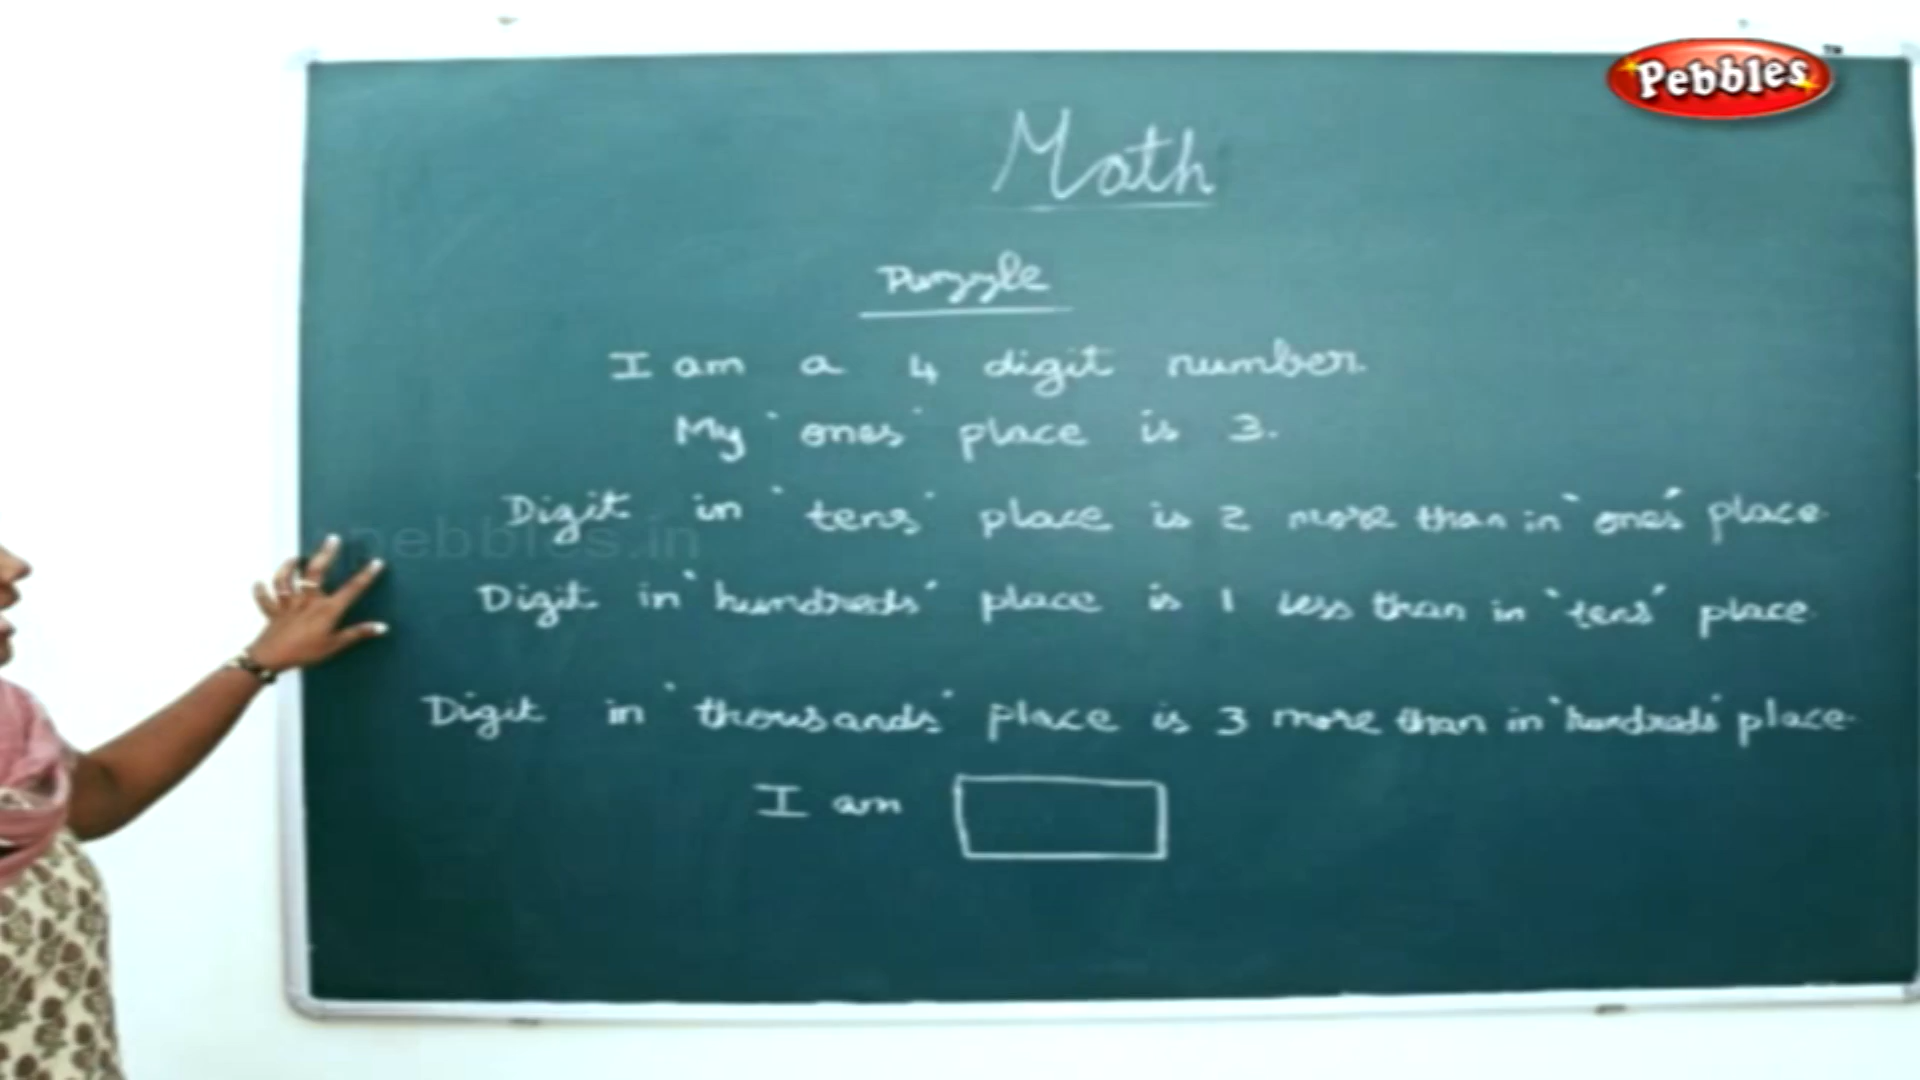 Pebbles™
Math
Puzzle
I am a 4 digit number.
My 'ones' place is 3.
Digit in 'tens' place is 2 more than in "ones" place.
pebbles.in
Digit in "hundreds" place is 1 less than in "tens" place.
Digit in 'thousands' place is 3 more than in "hundreds" place.
I am